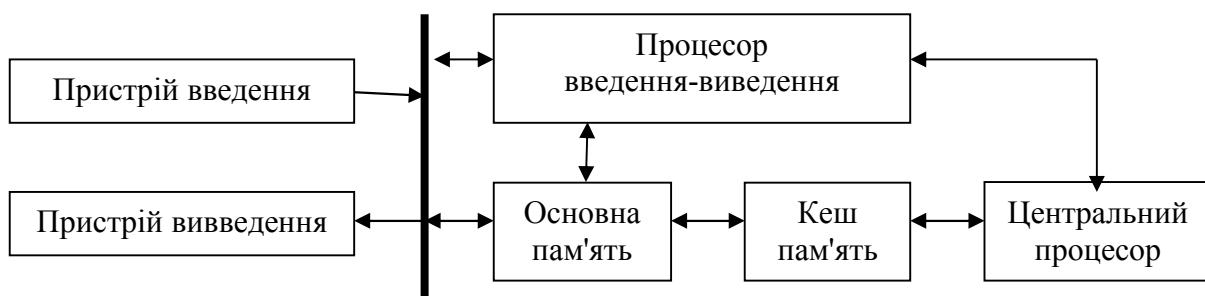 Пристрій введення
Процесор
введення-виведення
Пристрій вивведення
Основна
пам'ять
Кеш
пам'ять
Центральний
процесор